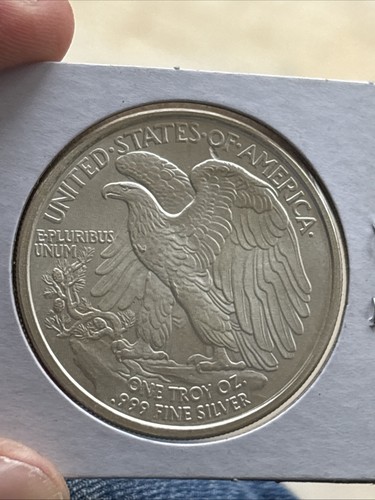 UNITED·STATES·OF·AMERICA·
E·PLURIBUS
UNUM
ONE TROY OZ.
.999 FINE SILVER